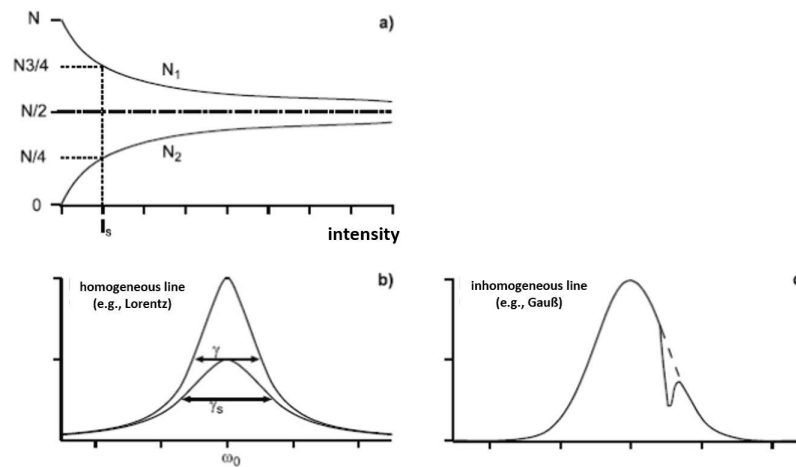 N
a)
N3/4
N₁
N/2
N₂
N/4
0
Iₛ
intensity
homogeneous line
(e.g., Lorentz)
b)
γ
γₛ
ω₀
inhomogeneous line
(e.g., Gauß)